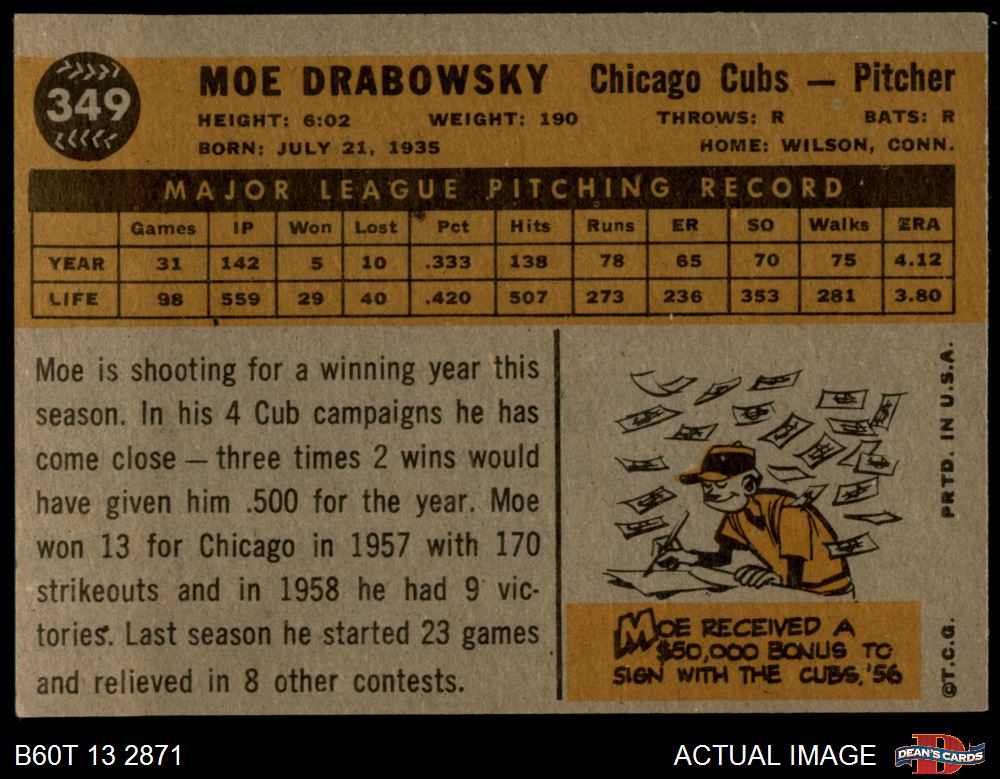 349
MOE DRABOWSKY Chicago Cubs — Pitcher
HEIGHT: 6:02 WEIGHT: 190 THROWS: R BATS: R
BORN: JULY 21, 1935 HOME: WILSON, CONN.
MAJOR LEAGUE PITCHING RECORD
Games IP Won Lost Pct Hits Runs ER SO Walks ERA
YEAR 31 142 5 10 .333 138 78 65 70 75 4.12
LIFE 98 559 29 40 .420 507 273 236 353 281 3.80
Moe is shooting for a winning year this
season. In his 4 Cub campaigns he has
come close — three times 2 wins would
have given him .500 for the year. Moe
won 13 for Chicago in 1957 with 170
strikeouts and in 1958 he had 9 vic-
tories. Last season he started 23 games
and relieved in 8 other contests.
MOE RECEIVED A
$50,000 BONUS TO
SIGN WITH THE CUBS, '56
©T.C.G. PRTD. IN U.S.A.
B60T 13 2871 ACTUAL IMAGE DEAN'S CARDS